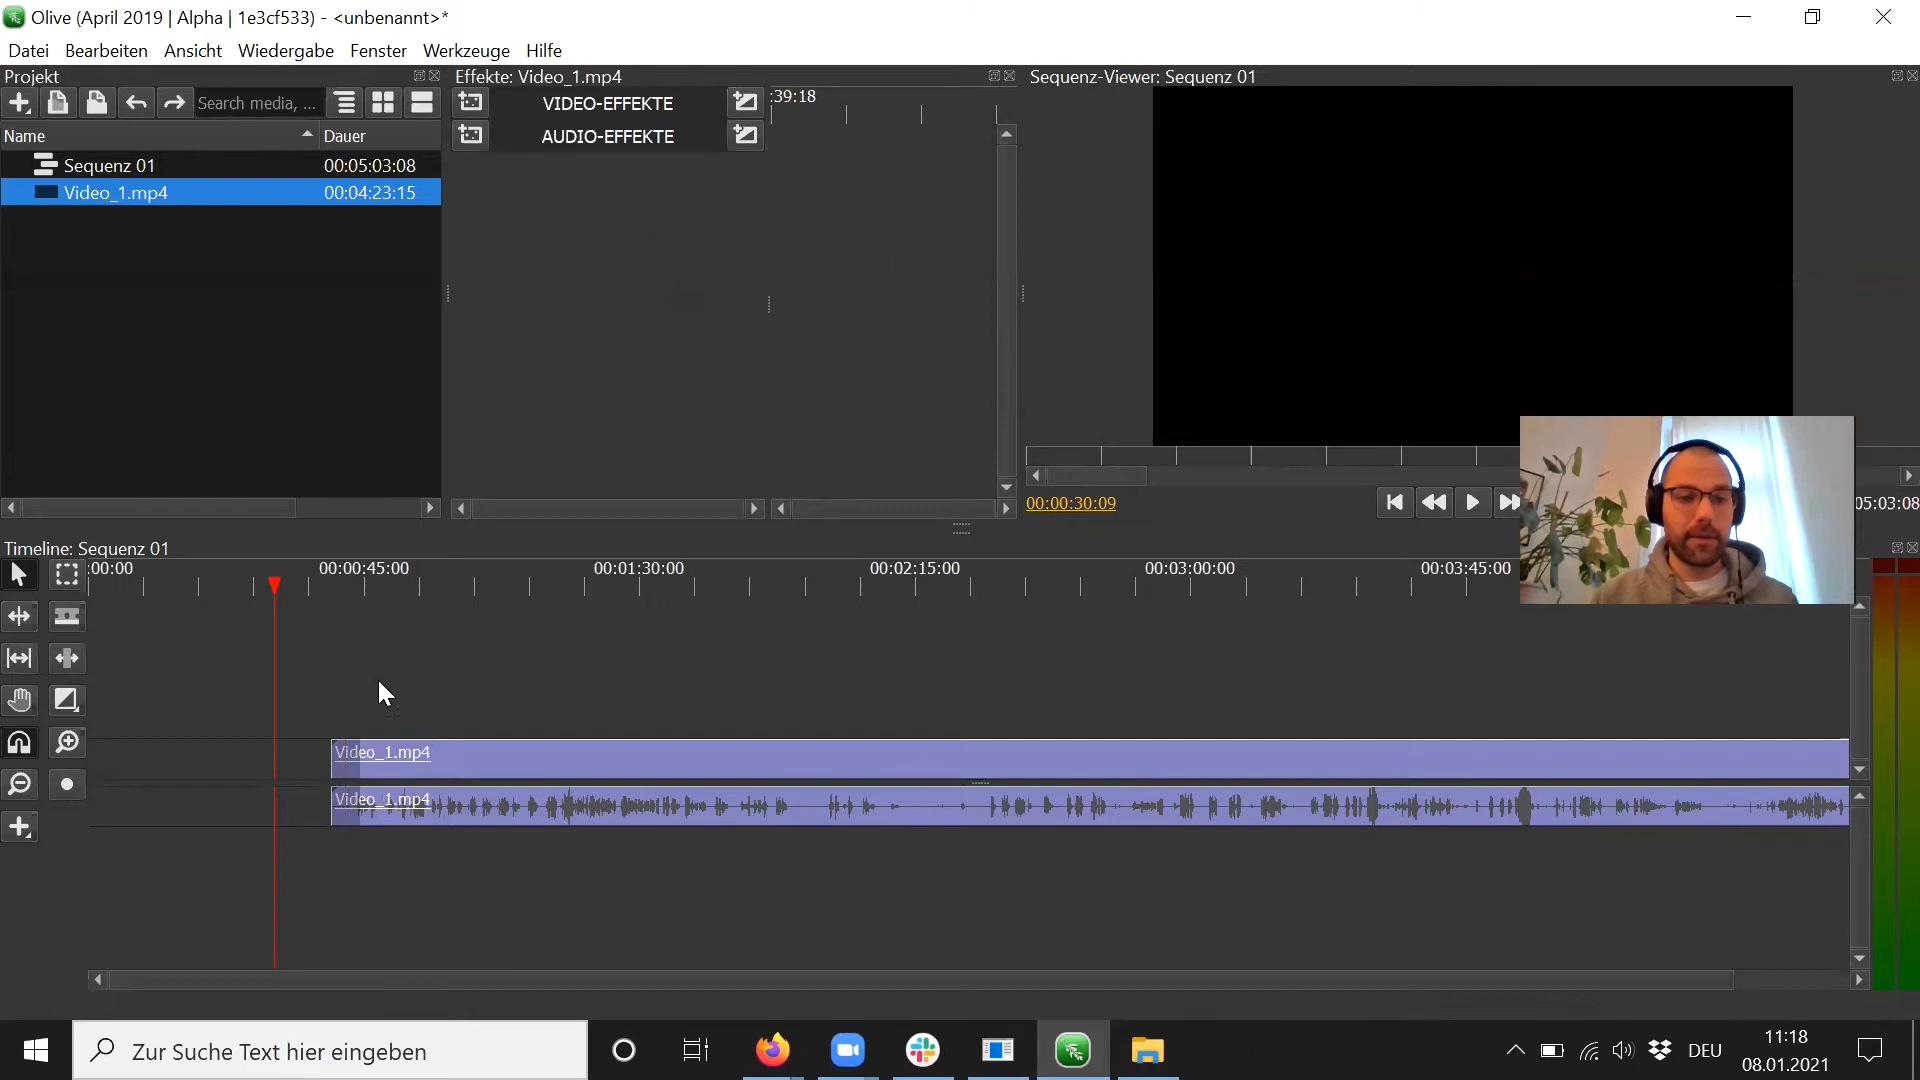 Olive (April 2019 | Alpha | 1e3cf533) - <unbenannt>*
Datei Bearbeiten Ansicht Wiedergabe Fenster Werkzeuge Hilfe
Projekt
Search media, ...
Name Dauer
Sequenz 01 00:05:03:08
Video_1.mp4 00:04:23:15
Effekte: Video_1.mp4
VIDEO-EFFEKTE
AUDIO-EFFEKTE
:39:18
Sequenz-Viewer: Sequenz 01
00:00:30:09
05:03:08
Timeline: Sequenz 01
:00:00 00:00:45:00 00:01:30:00 00:02:15:00 00:03:00:00 00:03:45:00
Video_1.mp4
Video_1.mp4
Zur Suche Text hier eingeben
DEU
11:18
08.01.2021